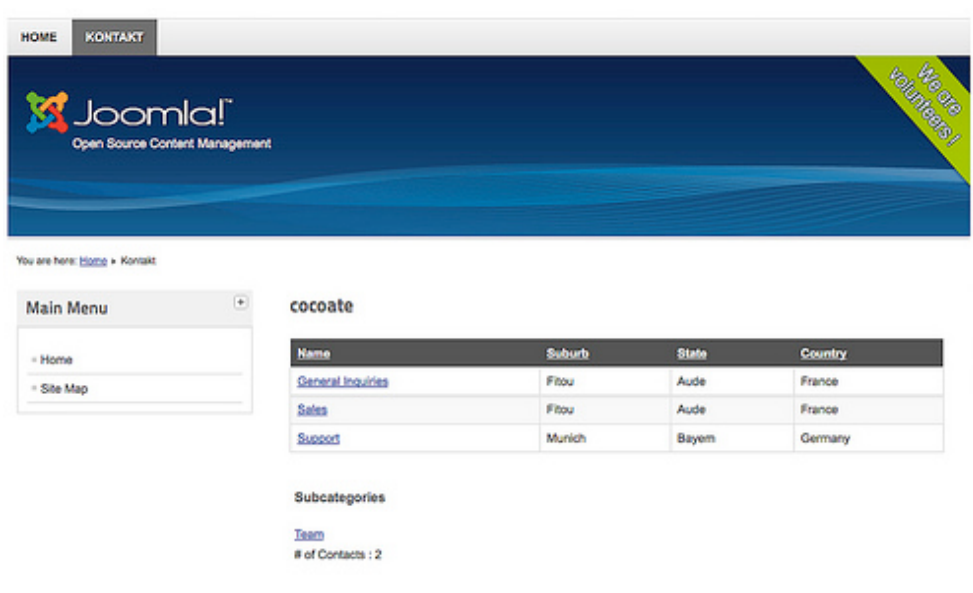 HOME KONTAKT
Joomla!™
Open Source Content Management
We are
volunteers !
You are here: Home ▸ Kontakt
Main Menu
Home
Site Map
cocoate
Name Suburb State Country
General Inquiries Fitou Aude France
Sales Fitou Aude France
Support Munich Bayern Germany
Subcategories
Team
# of Contacts : 2